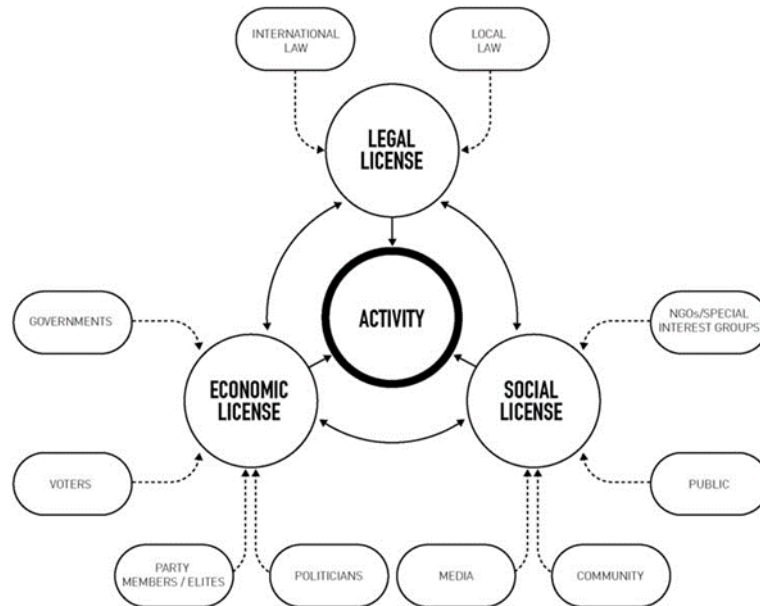 INTERNATIONAL
LAW
LOCAL
LAW
LEGAL
LICENSE
GOVERNMENTS
ACTIVITY
NGOs/SPECIAL
INTEREST GROUPS
ECONOMIC
LICENSE
SOCIAL
LICENSE
VOTERS
PUBLIC
PARTY
MEMBERS / ELITES
POLITICIANS
MEDIA
COMMUNITY